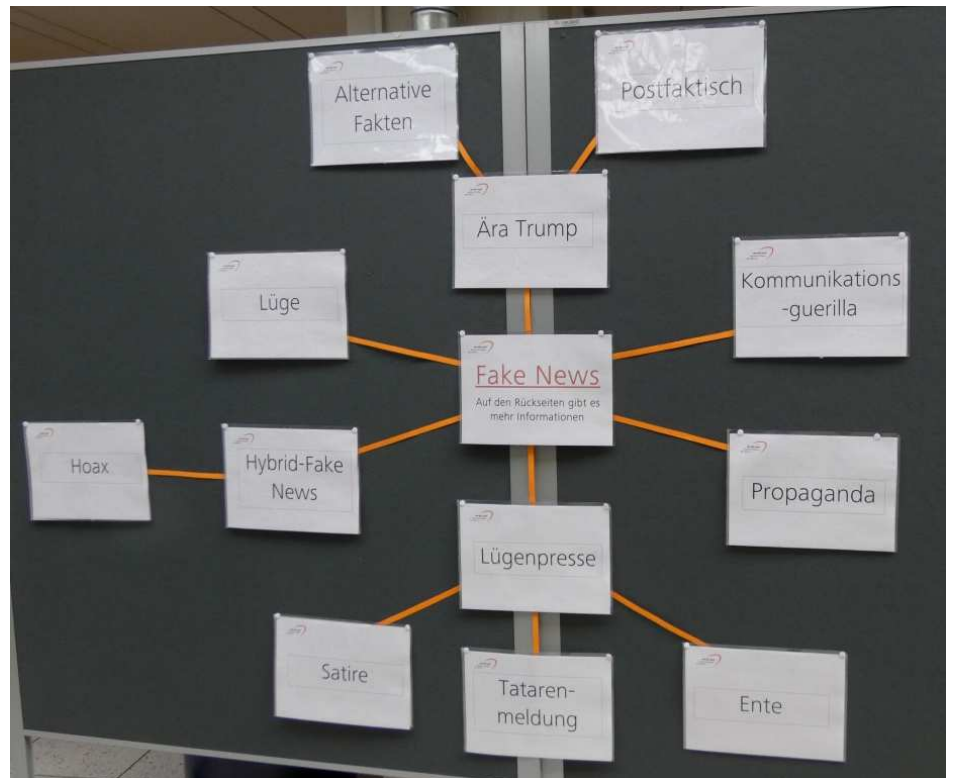 Alternative
Fakten
Postfaktisch
Ära Trump
Lüge
Kommunikations
-guerilla
Fake News
Auf den Rückseiten gibt es
mehr Informationen
Hoax
Hybrid-Fake
News
Propaganda
Lügenpresse
Satire
Tataren-
meldung
Ente